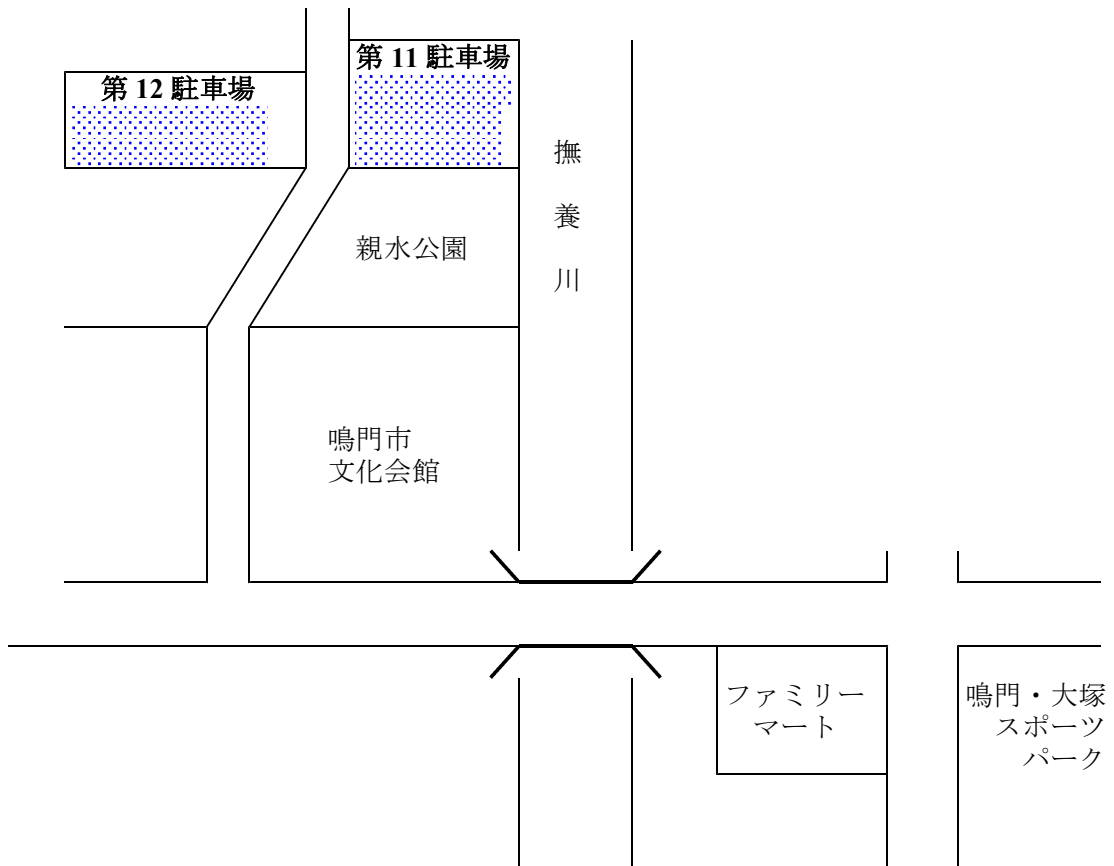 第 11 駐車場
第 12 駐車場
撫
養
川
親水公園
鳴門市
文化会館
ファミリー
マート
鳴門・大塚
スポーツ
パーク